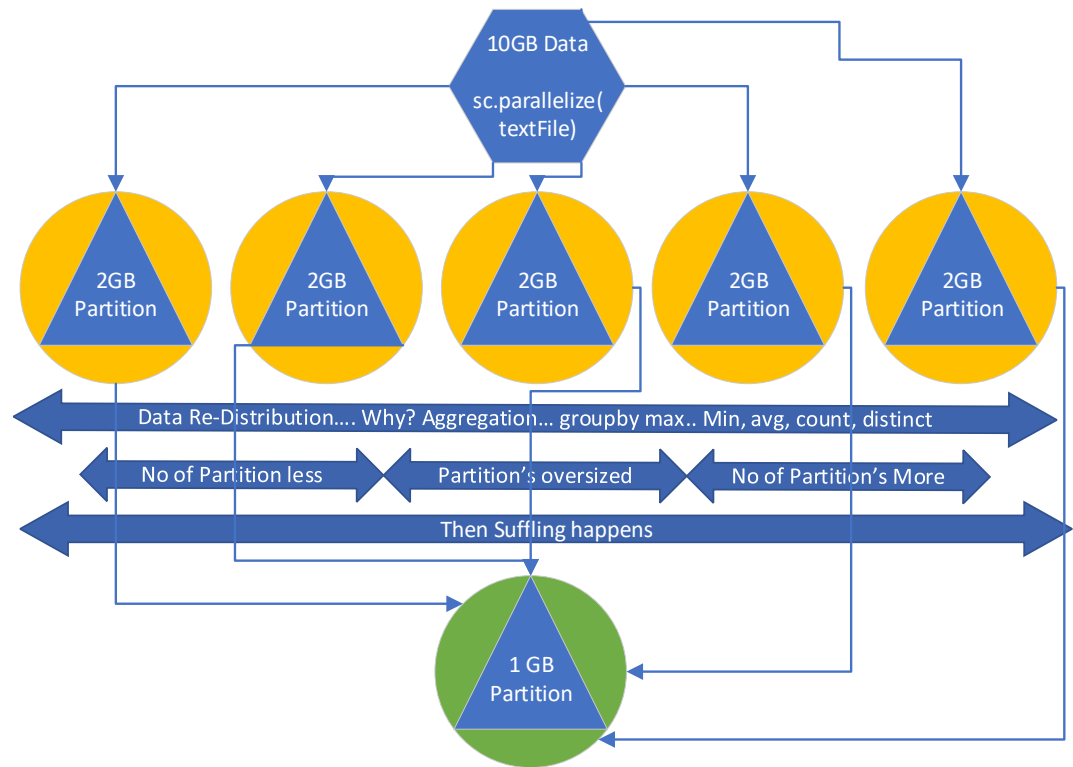 10GB Data
sc.parallelize(
textFile)
2GB
Partition
2GB
Partition
2GB
Partition
2GB
Partition
2GB
Partition
Data Re-Distribution.... Why? Aggregation... groupby max.. Min, avg, count, distinct
No of Partition less
Partition's oversized
No of Partition's More
Then Suffling happens
1 GB
Partition